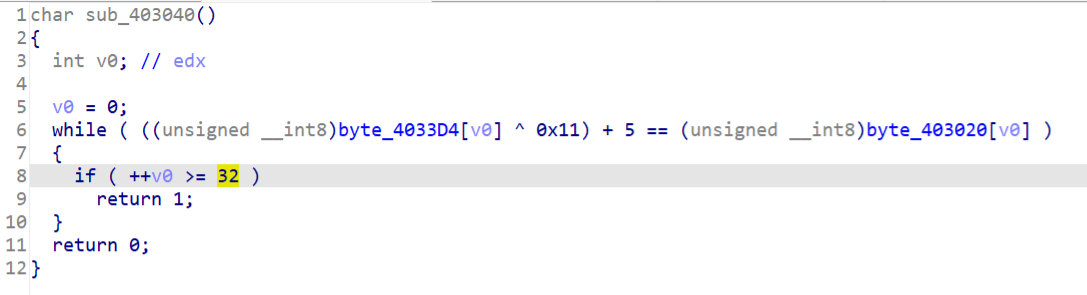 1 char sub_403040()
2 {
3   int v0; // edx
4
5   v0 = 0;
6   while ( ((unsigned __int8)byte_4033D4[v0] ^ 0x11) + 5 == (unsigned __int8)byte_403020[v0] )
7   {
8     if ( ++v0 >= 32 )
9       return 1;
10   }
11   return 0;
12 }